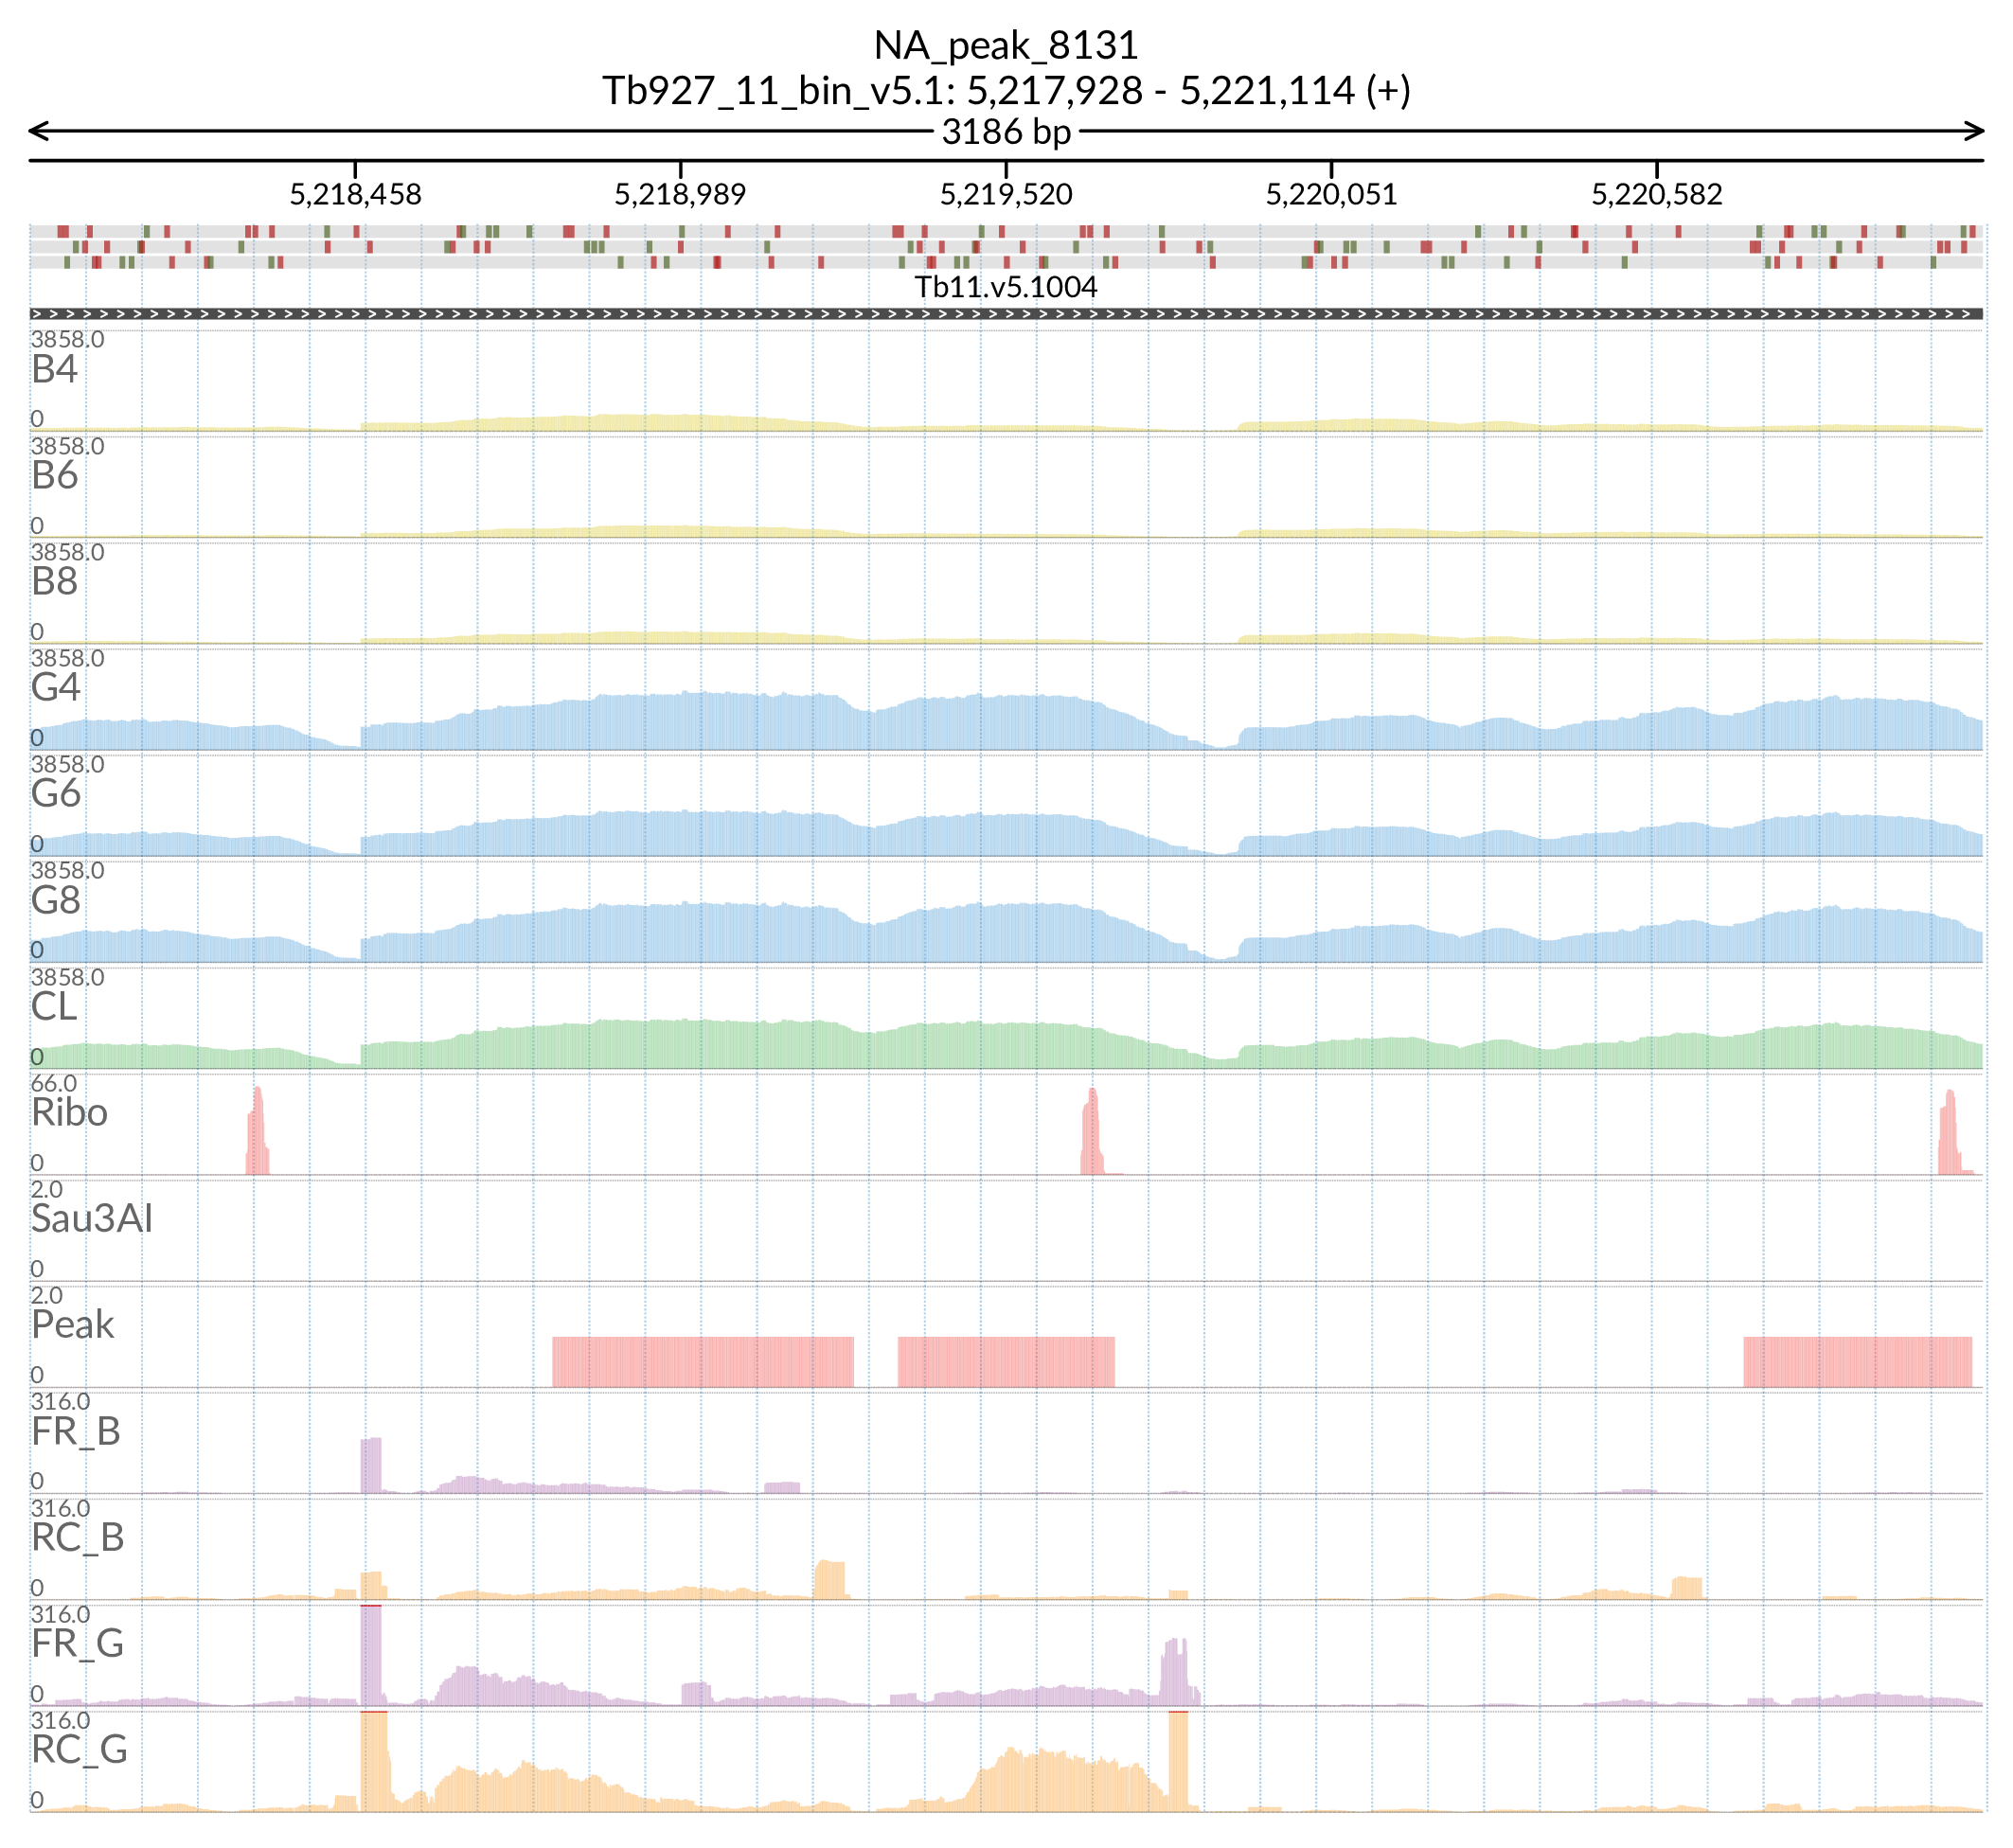 NA_peak_8131
Tb927_11_bin_v5.1: 5,217,928 - 5,221,114 (+)
3186 bp
5,218,458 5,218,989 5,219,520 5,220,051 5,220,582
Tb11.v5.1004
3858.0
B4
0
3858.0
B6
0
3858.0
B8
0
3858.0
G4
0
3858.0
G6
0
3858.0
G8
0
3858.0
CL
0
66.0
Ribo
0
2.0
Sau3AI
0
2.0
Peak
0
316.0
FR_B
0
316.0
RC_B
0
316.0
FR_G
0
316.0
RC_G
0